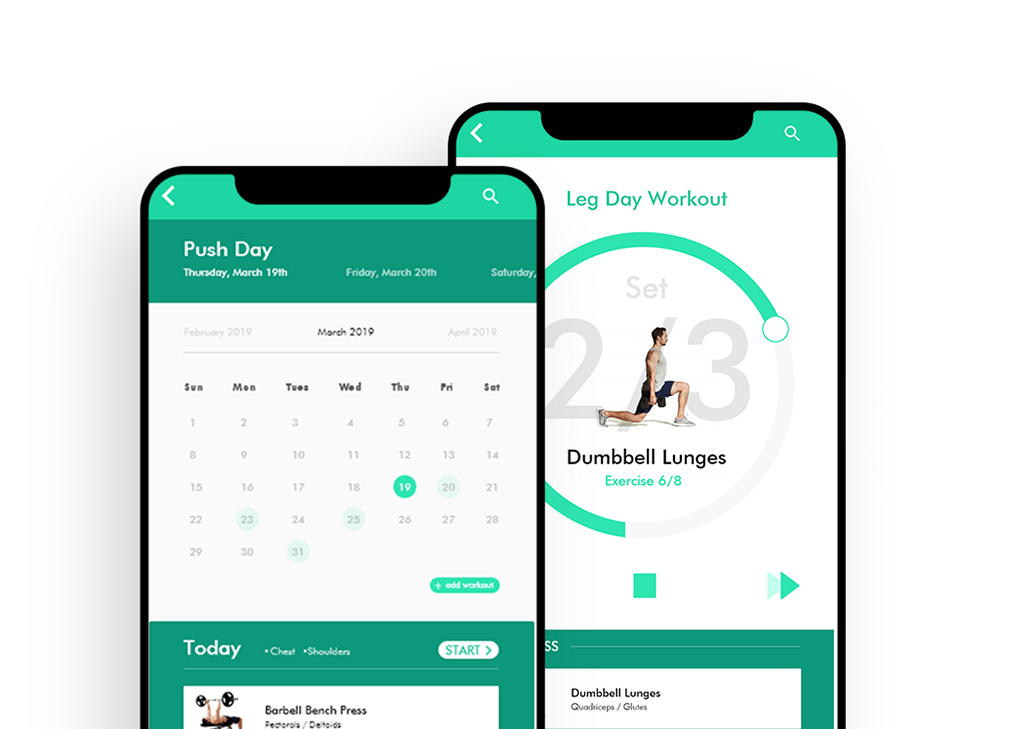 Push Day
Thursday, March 19th Friday, March 20th Saturday,
February 2019 March 2019 April 2019
Sun Mon Tues Wed Thu Fri Sat
1 2 3 4 5 6 7
8 9 10 11 12 13 14
15 16 17 18 19 20 21
22 23 24 25 26 27 28
29 30 31
+ add workout
Today •Chest •Shoulders START >
Barbell Bench Press
Pectorals / Deltoids
Leg Day Workout
Set
2/3
Dumbbell Lunges
Exercise 6/8
SS
Dumbbell Lunges
Quadriceps / Glutes